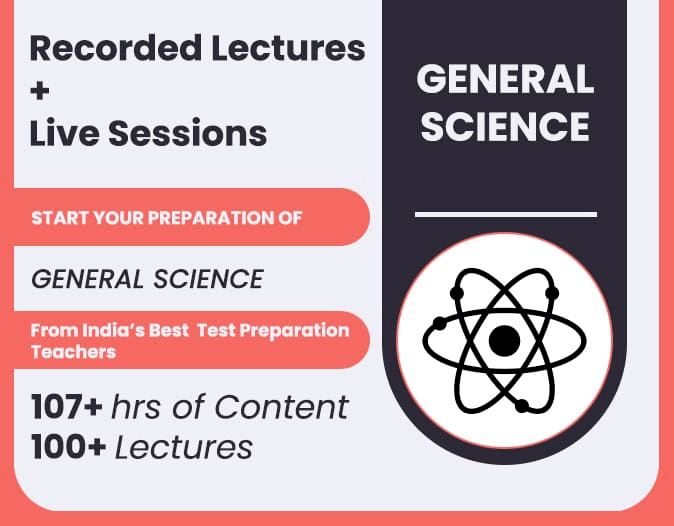 Recorded Lectures
+
Live Sessions
START YOUR PREPARATION OF
GENERAL SCIENCE
From India's Best Test Preparation
Teachers
107+ hrs of Content
100+ Lectures
GENERAL
SCIENCE